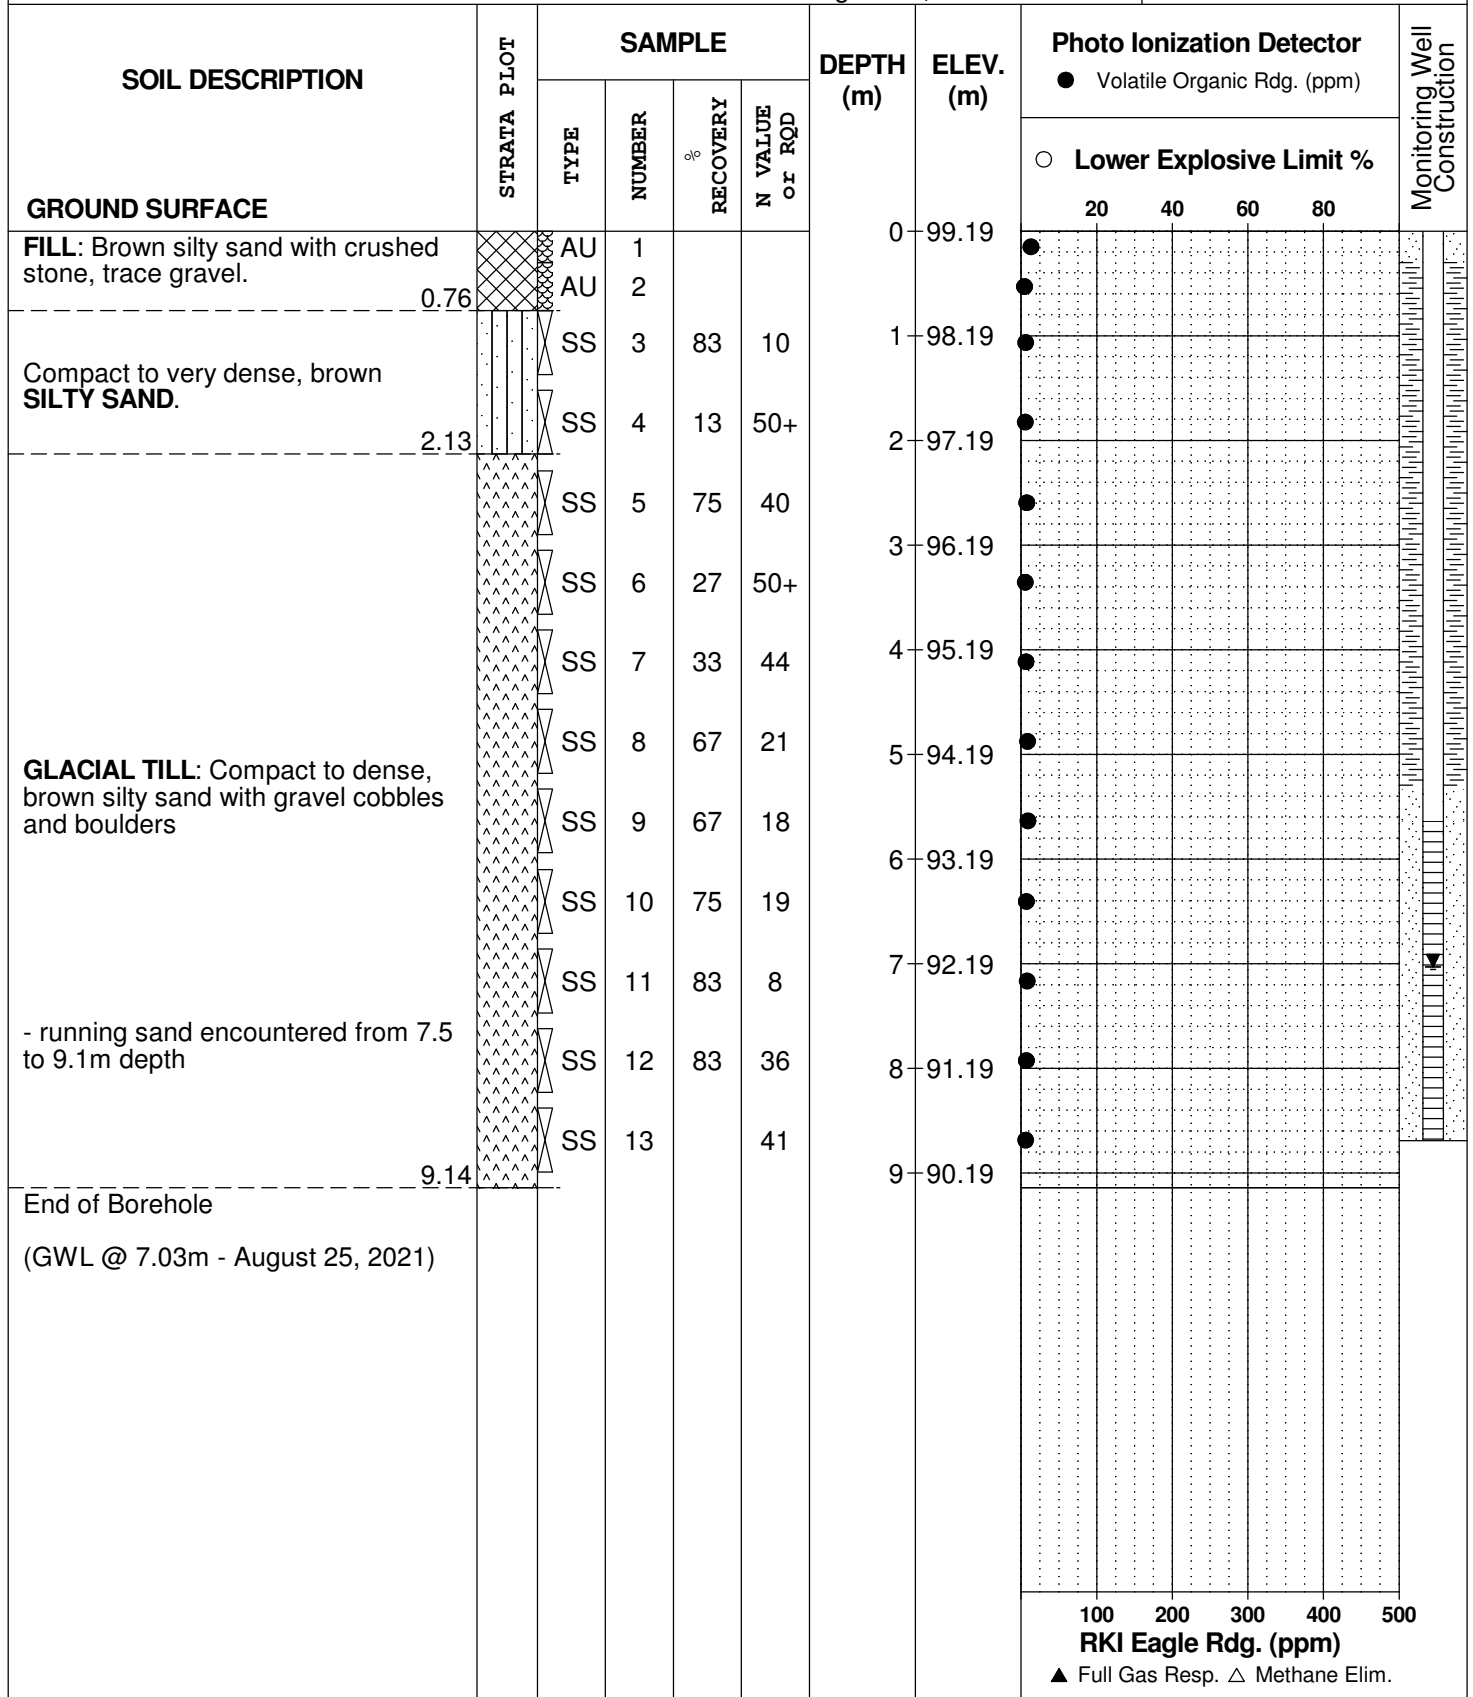 SOIL DESCRIPTION
GROUND SURFACE
STRATA PLOT
SAMPLE
TYPE
NUMBER
%
RECOVERY
N VALUE
or RQD
DEPTH
(m)
ELEV.
(m)
Photo Ionization Detector
● Volatile Organic Rdg. (ppm)
○ Lower Explosive Limit %
20 40 60 80
Monitoring Well
Construction
0 99.19
FILL: Brown silty sand with crushed
stone, trace gravel.
0.76
AU 1
AU 2
SS 3 83 10
1 98.19
Compact to very dense, brown
SILTY SAND.
2.13
SS 4 13 50+
2 97.19
SS 5 75 40
3 96.19
SS 6 27 50+
4 95.19
SS 7 33 44
SS 8 67 21
5 94.19
GLACIAL TILL: Compact to dense,
brown silty sand with gravel cobbles
and boulders
SS 9 67 18
6 93.19
SS 10 75 19
7 92.19
SS 11 83 8
- running sand encountered from 7.5
to 9.1m depth
SS 12 83 36
8 91.19
SS 13 41
9 90.19
9.14
End of Borehole
(GWL @ 7.03m - August 25, 2021)
100 200 300 400 500
RKI Eagle Rdg. (ppm)
▲ Full Gas Resp. △ Methane Elim.